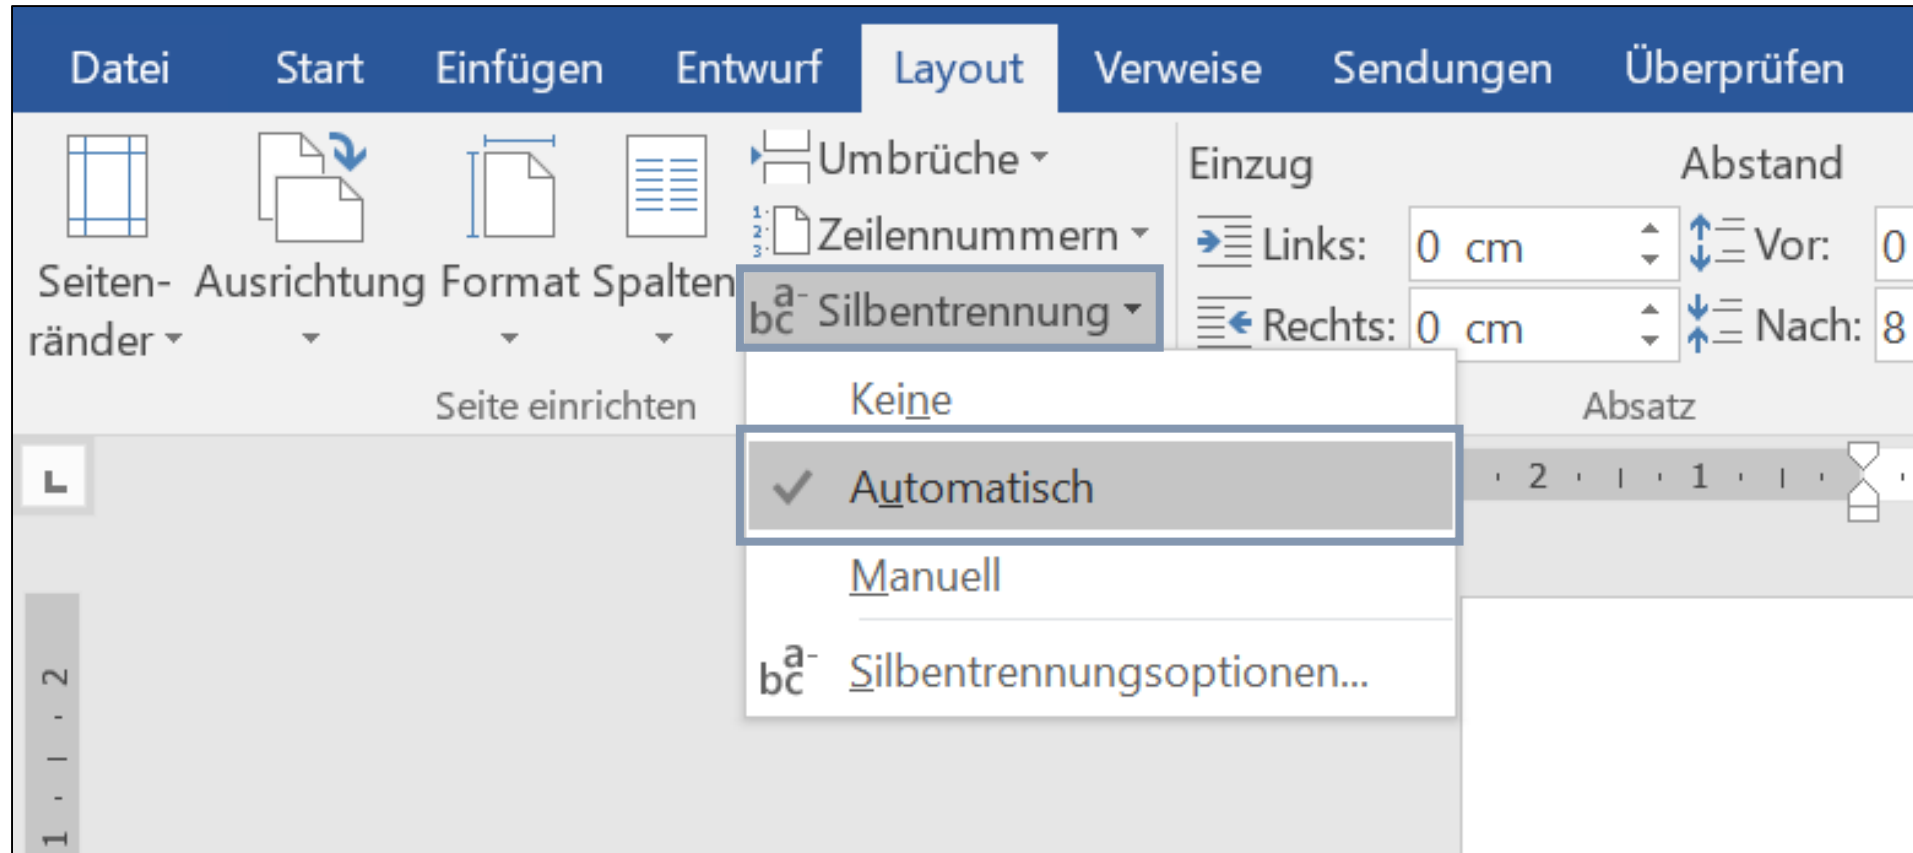 Datei Start Einfügen Entwurf Layout Verweise Sendungen Überprüfen
Umbrüche
Einzug Abstand
Zeilennummern
Links: 0 cm Vor: 0
Seiten- Ausrichtung Format Spalten
ränder
Silbentrennung
Rechts: 0 cm Nach: 8
Seite einrichten
Absatz
Keine
Automatisch
2 1
Manuell
Silbentrennungsoptionen...
2
1